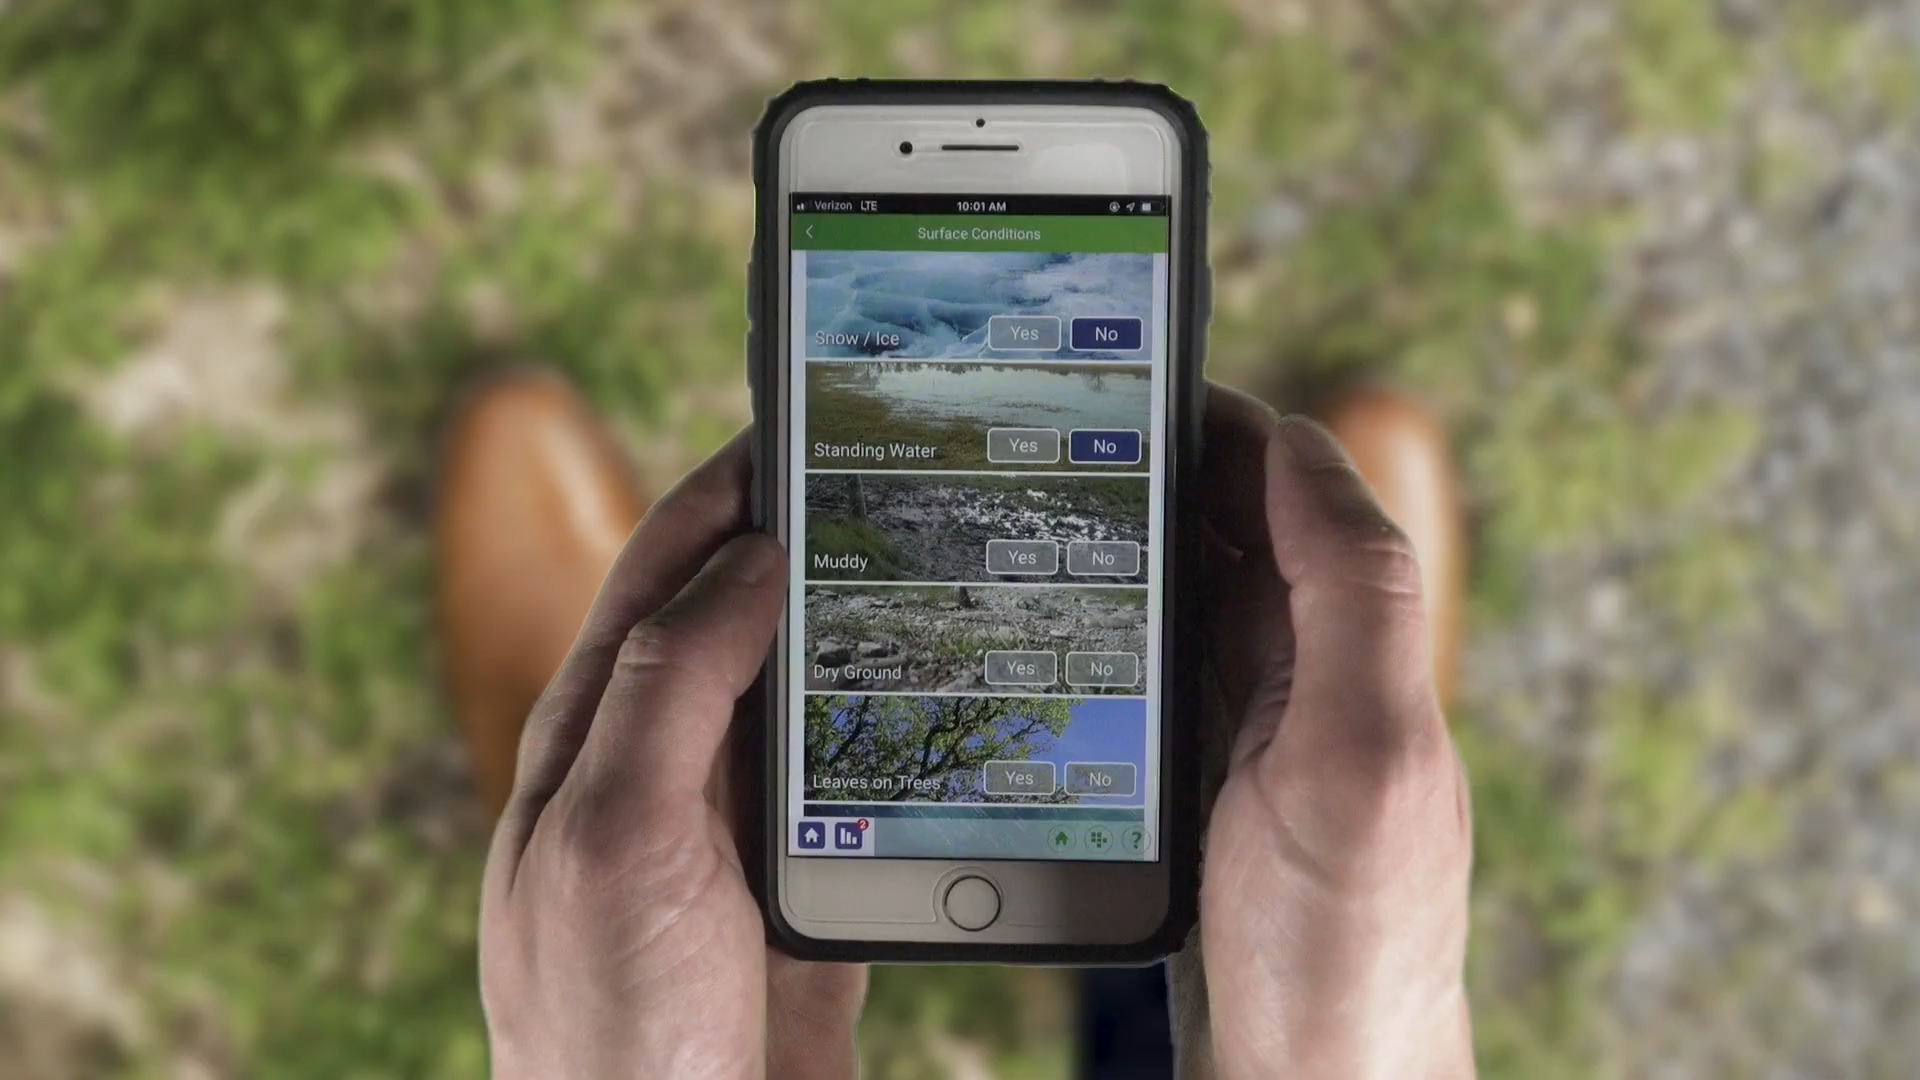 Verizon LTE 10:01 AM
Surface Conditions
Snow / Ice Yes No
Standing Water Yes No
Muddy Yes No
Dry Ground Yes No
Leaves on Trees Yes No
2
?